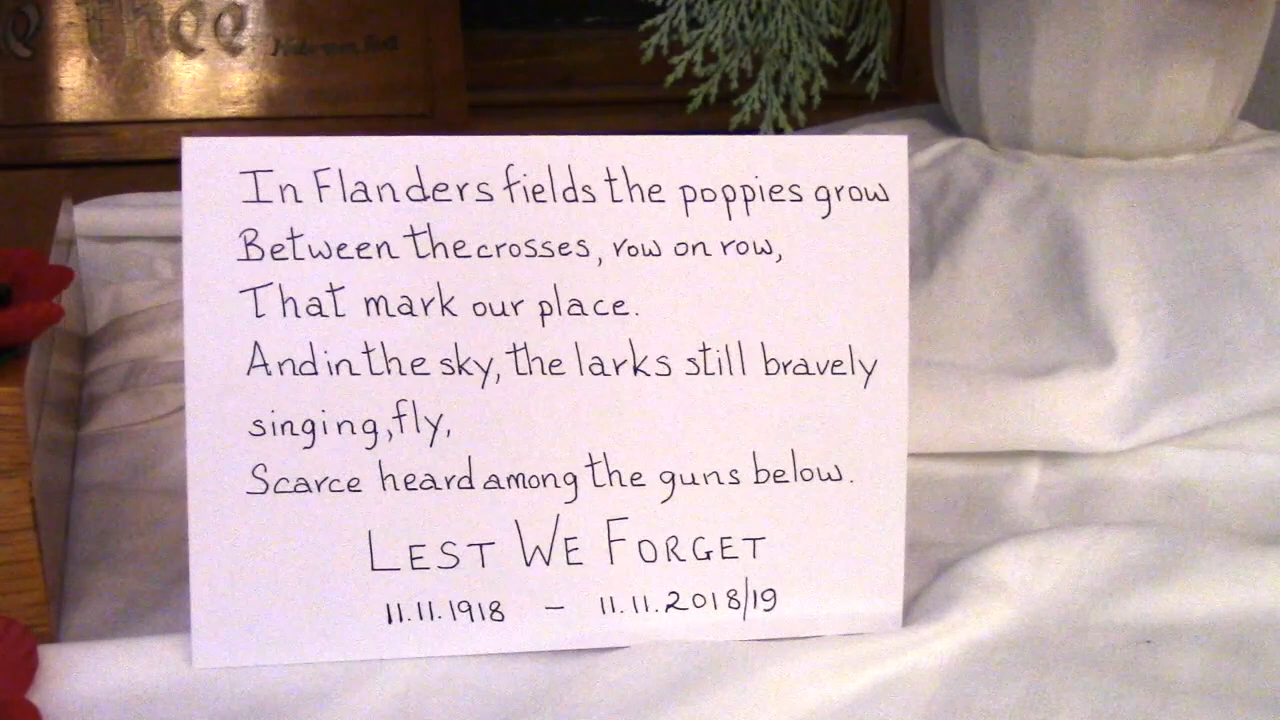 thee
In Flanders fields the poppies grow
Between the crosses, row on row,
That mark our place.
And in the sky, the larks still bravely
singing, fly,
Scarce heard among the guns below.
LEST WE FORGET
11.11.1918 – 11.11.2018/19